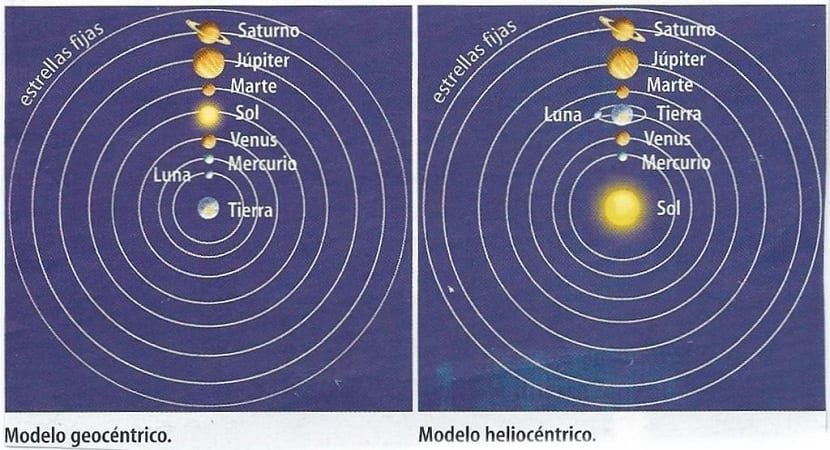 estrellas fijas
Saturno
Júpiter
Marte
Sol
Venus
Mercurio
Luna
Tierra
Modelo geocéntrico.
estrellas fijas
Saturno
Júpiter
Marte
Luna
Tierra
Venus
Mercurio
Sol
Modelo heliocéntrico.